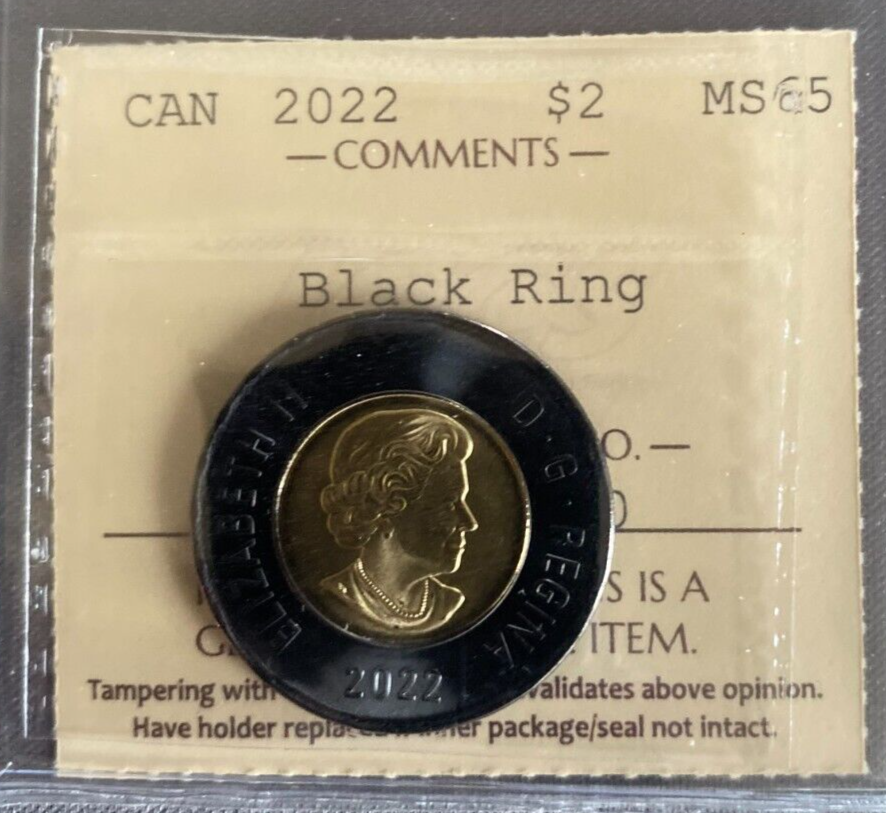 CAN 2022 $2 MS65
— COMMENTS —
Black Ring
ELIZABETH II D · G · REGINA
O. —
0
S IS A
G ITEM.
2022
Tampering with validates above opinion.
Have holder package/seal not intact.